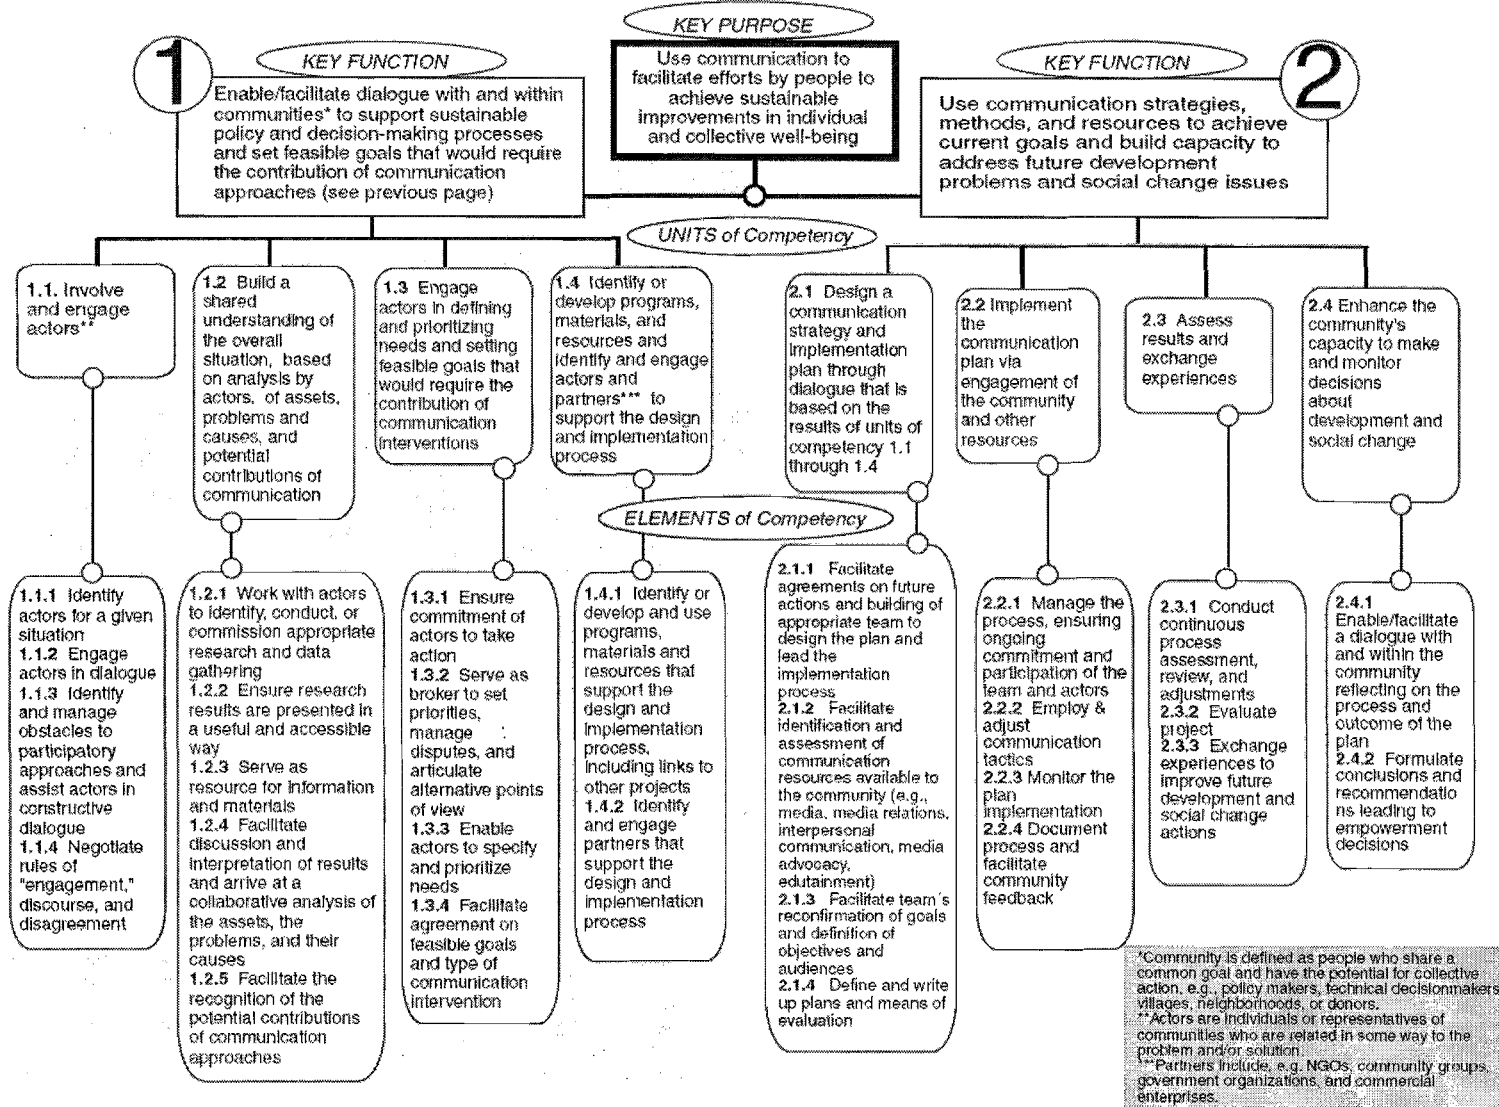 KEY PURPOSE
Use communication to
facilitate efforts by people to
achieve sustainable
improvements in individual
and collective well-being
1
KEY FUNCTION
Enable/facilitate dialogue with and within
communities* to support sustainable
policy and decision-making processes
and set feasible goals that would require
the contribution of communication
approaches (see previous page)
KEY FUNCTION
2
Use communication strategies,
methods, and resources to achieve
current goals and build capacity to
address future development
problems and social change issues
UNITS of Competency
1.1. Involve
and engage
actors**
1.2 Build a
shared
understanding of
the overall
situation, based
on analysis by
actors, of assets,
problems and
causes, and
potential
contributions of
communication
1.3 Engage
actors in defining
and prioritizing
needs and setting
feasible goals that
would require the
contribution of
communication
interventions
1.4 Identify or
develop programs,
materials, and
resources and
identify and engage
actors and
partners*** to
support the design
and implementation
process
2.1 Design a
communication
strategy and
implementation
plan through
dialogue that is
based on the
results of units of
competency 1.1
through 1.4
2.2 Implement
the
communication
plan via
engagement of
the community
and other
resources
2.3 Assess
results and
exchange
experiences
2.4 Enhance the
community's
capacity to make
and monitor
decisions
about
development and
social change
ELEMENTS of Competency
1.1.1 Identify
actors for a given
situation
1.1.2 Engage
actors in dialogue
1.1.3 Identify
and manage
obstacles to
participatory
approaches and
assist actors in
constructive
dialogue
1.1.4 Negotiate
rules of
"engagement,"
discourse, and
disagreement
1.2.1 Work with actors
to identify, conduct, or
commission appropriate
research and data
gathering
1.2.2 Ensure research
results are presented in
a useful and accessible
way
1.2.3 Serve as
resource for information
and materials
1.2.4 Facilitate
discussion and
interpretation of results
and arrive at a
collaborative analysis of
the assets, the
problems, and their
causes
1.2.5 Facilitate the
recognition of the
potential contributions
of communication
approaches
1.3.1 Ensure
commitment of
actors to take
action
1.3.2 Serve as
broker to set
priorities,
manage
disputes, and
articulate
alternative points
of view
1.3.3 Enable
actors to specify
and prioritize
needs
1.3.4 Facilitate
agreement on
feasible goals
and type of
communication
intervention
1.4.1 Identify or
develop and use
programs,
materials and
resources that
support the
design and
implementation
process,
including links to
other projects
1.4.2 Identify
and engage
partners that
support the
design and
implementation
process
2.1.1 Facilitate
agreements on future
actions and building of
appropriate team to
design the plan and
lead the
implementation
process
2.1.2 Facilitate
identification and
assessment of
communication
resources available to
the community (e.g.,
media, media relations,
interpersonal
communication, media
advocacy,
edutainment)
2.1.3 Facilitate team's
reconfirmation of goals
and definition of
objectives and
audiences
2.1.4 Define and write
up plans and means of
evaluation
2.2.1 Manage the
process, ensuring
ongoing
commitment and
participation of the
team and actors
2.2.2 Employ &
adjust
communication
tactics
2.2.3 Monitor the
plan
implementation
2.2.4 Document
process and
facilitate
community
feedback
2.3.1 Conduct
continuous
process
assessment,
review, and
adjustments
2.3.2 Evaluate
project
2.3.3 Exchange
experiences to
improve future
development and
social change
actions
2.4.1
Enable/facilitate
a dialogue with
and within the
community
reflecting on the
process and
outcome of the
plan
2.4.2 Formulate
conclusions and
recommendatio
ns leading to
empowerment
decisions
*Community is defined as people who share a
common goal and have the potential for collective
action, e.g., policy makers, technical decisionmakers,
villages, neighborhoods, or donors.
**Actors are individuals or representatives of
communities who are related in some way to the
problem and/or solution.
***Partners include, e.g. NGOs, community groups,
government organizations, and commercial
enterprises.